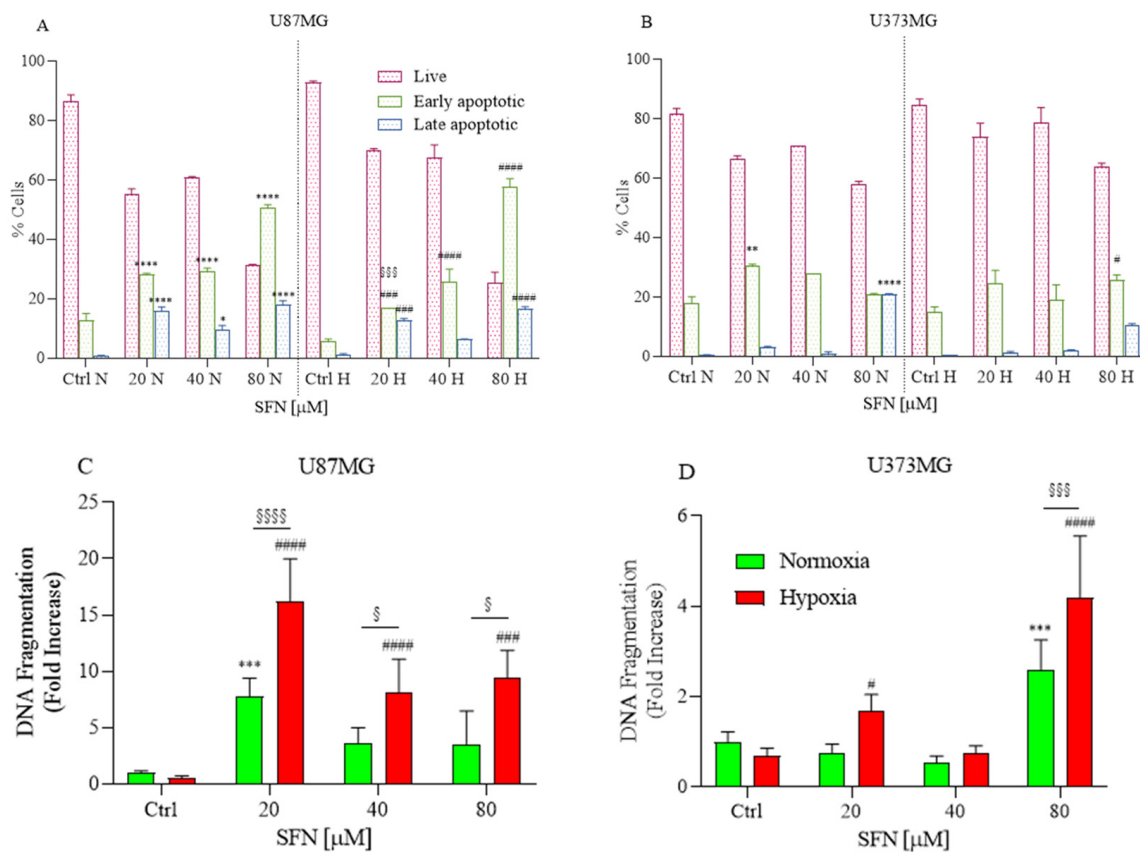 A
U87MG
100
80
60
40
20
0
% Cells
Live
Early apoptotic
Late apoptotic
****
****
*
****
****
****
§§§
###
###
####
####
####
Ctrl N 20 N 40 N 80 N Ctrl H 20 H 40 H 80 H
SFN [μM]
B
U373MG
100
80
60
40
20
0
% Cells
**
****
#
Ctrl N 20 N 40 N 80 N Ctrl H 20 H 40 H 80 H
SFN [μM]
C
U87MG
25
20
15
10
5
0
DNA Fragmentation
(Fold Increase)
§§§§
####
***
§
####
§
###
Ctrl 20 40 80
SFN [μM]
D
U373MG
6
4
2
0
DNA Fragmentation
(Fold Increase)
Normoxia
Hypoxia
#
§§§
####
***
Ctrl 20 40 80
SFN [μM]